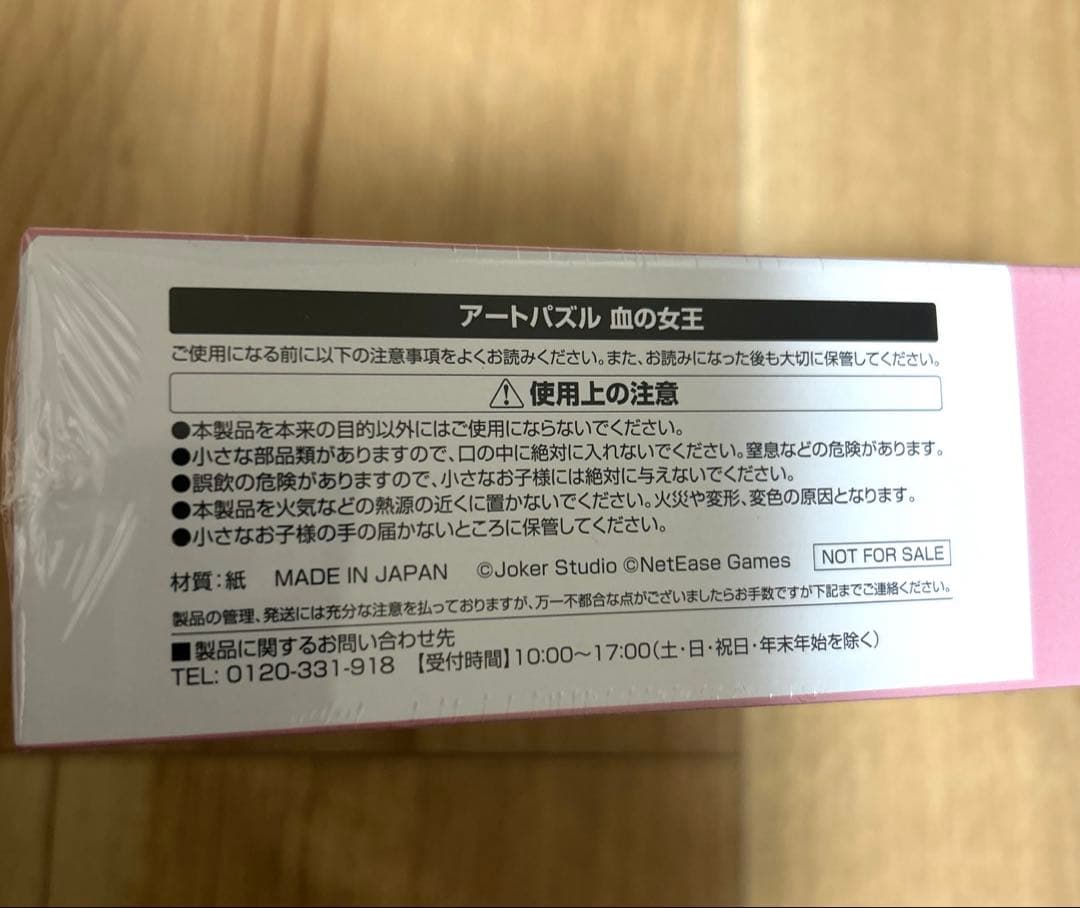 アートパズル 血の女王
ご使用になる前に以下の注意事項をよくお読みください。また、お読みになった後も大切に保管してください。
使用上の注意
●本製品を本来の目的以外にはご使用にならないでください。
●小さな部品類がありますので、口の中に絶対に入れないでください。窒息などの危険があります。
●誤飲の危険がありますので、小さなお子様には絶対に与えないでください。
●本製品を火気などの熱源の近くに置かないでください。火災や変形、変色の原因となります。
●小さなお子様の手の届かないところに保管してください。
材質：紙 MADE IN JAPAN ©Joker Studio ©NetEase Games NOT FOR SALE
製品の管理、発送には充分な注意を払っておりますが、万一不都合な点がございましたらお手数ですが下記までご連絡ください。
■製品に関するお問い合わせ先
TEL: 0120-331-918 【受付時間】10:00～17:00（土・日・祝日・年末年始を除く）